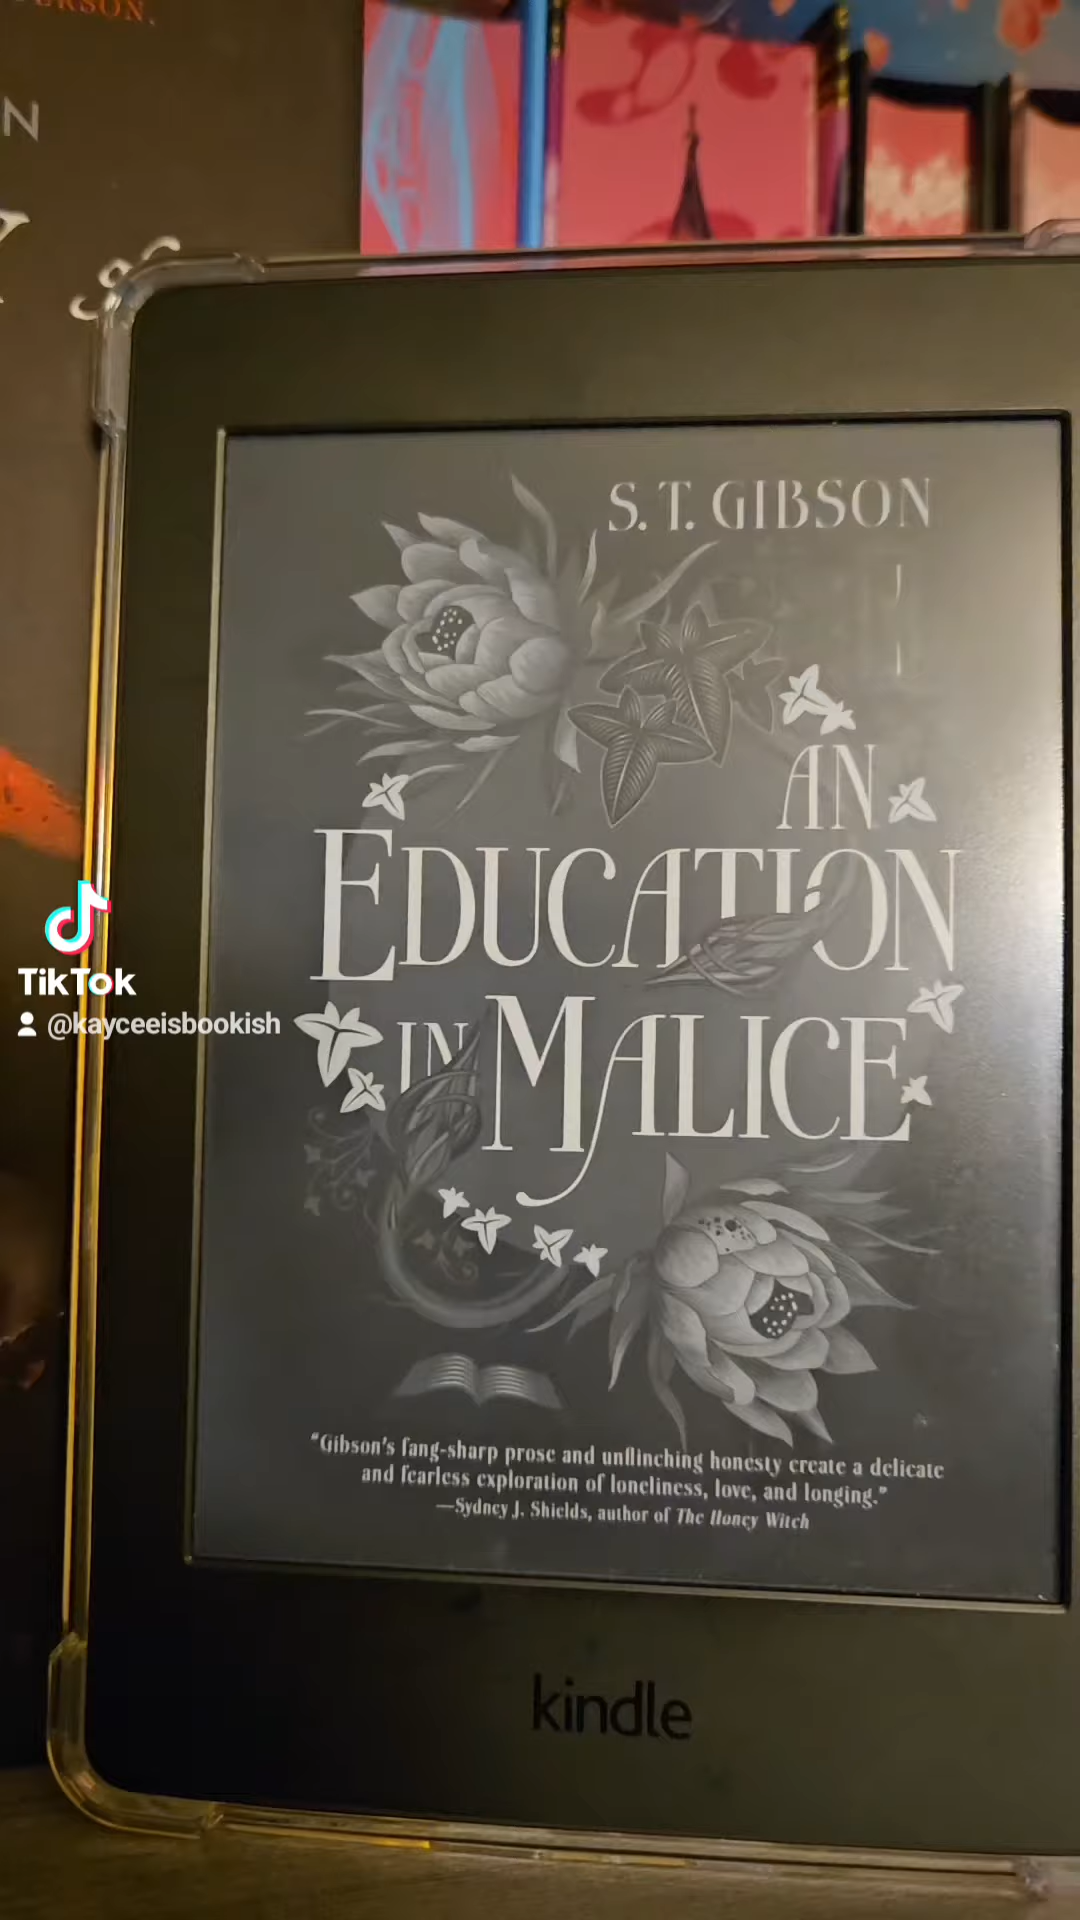 ERSON.
N
S. T. GIBSON
AN
EDUCATION
IN MALICE
TikTok
@kayceeisbookish
"Gibson's fang-sharp prose and unflinching honesty create a delicate
and fearless exploration of loneliness, love, and longing."
—Sydney J. Shields, author of The Honey Witch
kindle